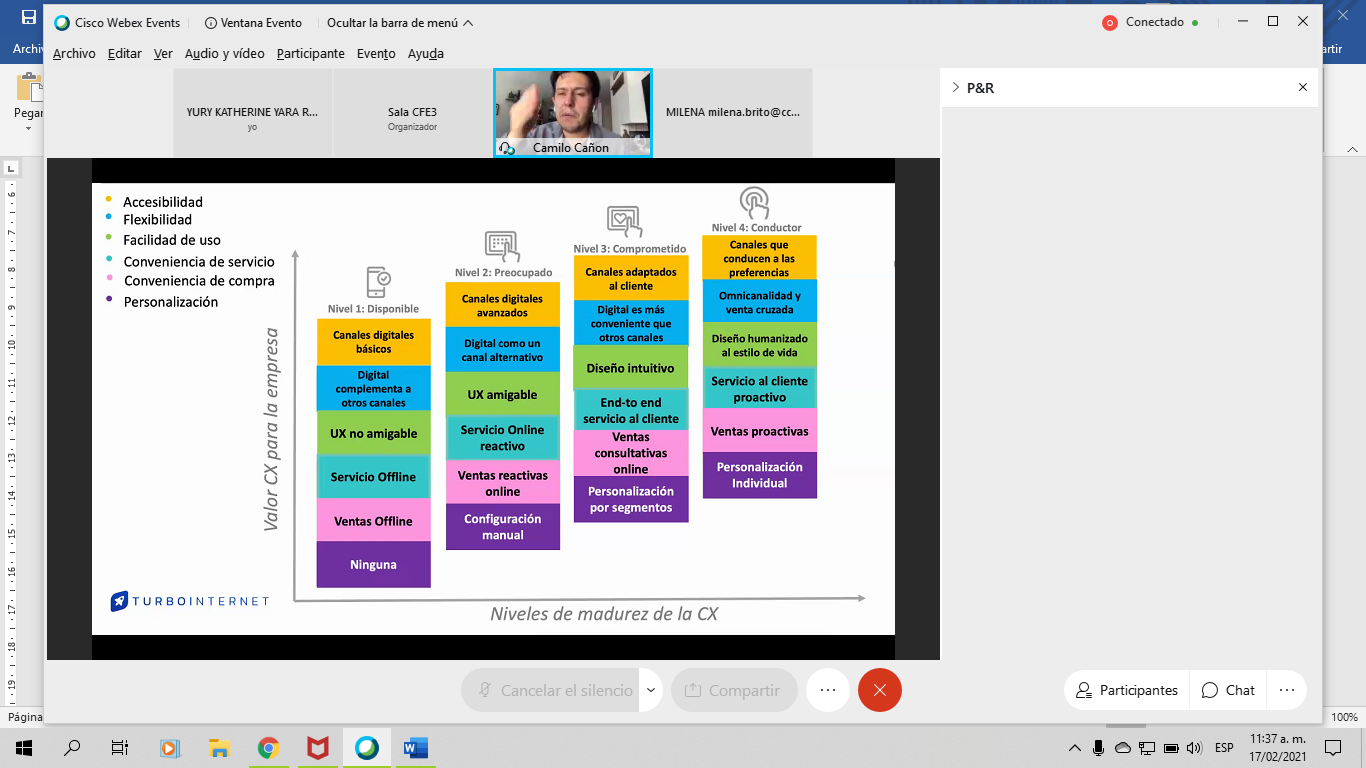 Cisco Webex Events
Ventana Evento
Ocultar la barra de menú
Conectado
Archivo
Editar
Ver
Audio y vídeo
Participante
Evento
Ayuda
Pegar
YURY KATHERINE YARA R...
yo
Sala CFE3
Organizador
Camilo Cañon
MILENA milena.brito@cc...
P&R
Accesibilidad
Flexibilidad
Facilidad de uso
Conveniencia de servicio
Conveniencia de compra
Personalización
Valor CX para la empresa
Nivel 1: Disponible
Canales digitales
básicos
Digital
complementa a
otros canales
UX no amigable
Servicio Offline
Ventas Offline
Ninguna
Nivel 2: Preocupado
Canales digitales
avanzados
Digital como un
canal alternativo
UX amigable
Servicio Online
reactivo
Ventas reactivas
online
Configuración
manual
Nivel 3: Comprometido
Canales adaptados
al cliente
Digital es más
conveniente que
otros canales
Diseño intuitivo
End-to end
servicio al cliente
Ventas
consultativas
online
Personalización
por segmentos
Nivel 4: Conductor
Canales que
conducen a las
preferencias
Omnicanalidad y
venta cruzada
Diseño humanizado
al estilo de vida
Servicio al cliente
proactivo
Ventas proactivas
Personalización
Individual
TURBOINTERNET
Niveles de madurez de la CX
Cancelar el silencio
Compartir
Participantes
Chat
Página
100%
ESP
11:37 a. m.
17/02/2021